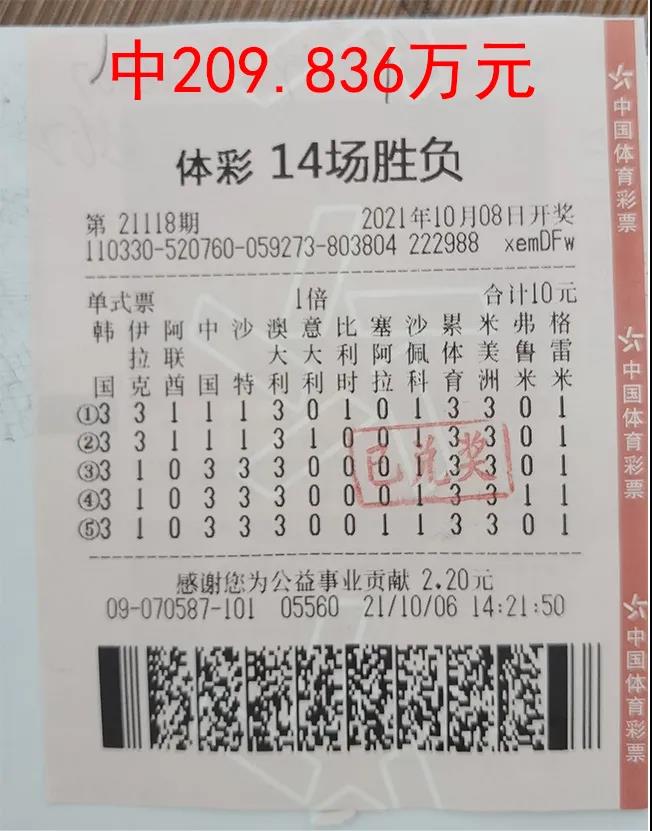 中209.836万元
体彩 14场胜负
第 21118期 2021年10月08日开奖
110330-520760-059273-803804 222988 xemDFw
单式票 1倍 合计10元
韩国 伊拉克 阿联酋 中国 沙特 澳大利 意大利 比利时 塞阿拉 沙佩科 累体育 米美洲 弗鲁米 格雷米
①3 3 1 1 1 3 0 1 0 1 3 3 0 1
②3 3 1 1 1 3 1 0 0 1 3 3 0 1
③3 1 0 3 3 3 0 0 0 1 3 3 0 1
④3 1 0 3 3 3 0 0 0 1 3 3 1 1
⑤3 1 0 3 3 3 0 0 1 1 3 3 0 1
已兑奖
感谢您为公益事业贡献 2.20元
09-070587-101 05560 21/10/06 14:21:50
中国体育彩票
中国体育彩票
中国体育彩票